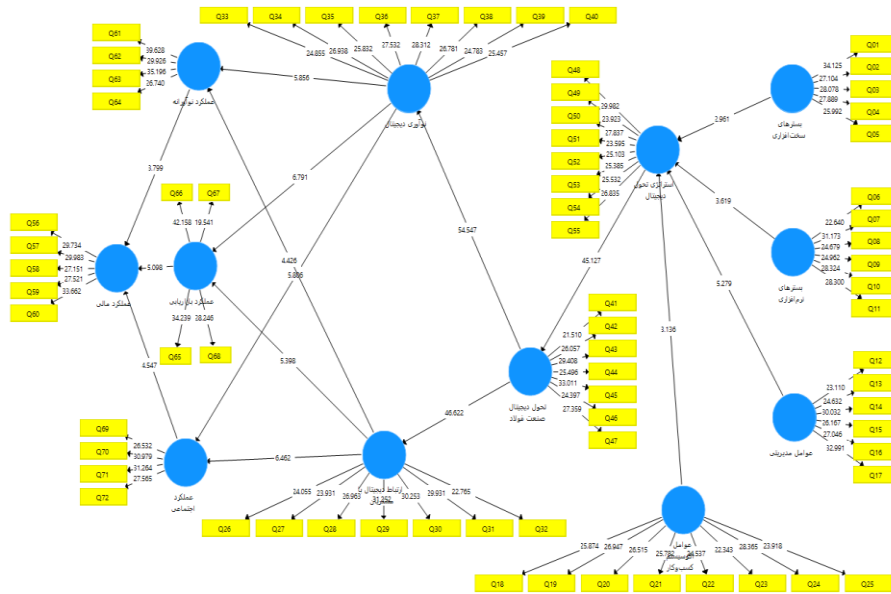 Q33
Q34
Q35
Q36
Q37
Q38
Q39
Q40
24.855
26.938
25.832
27.532
28.312
26.781
24.783
25.457
نوآوری دیجیتال
Q61
Q62
Q63
Q64
39.628
29.926
35.196
26.740
عملکرد نوآورانه
5.856
Q48
Q49
Q50
Q51
Q52
Q53
Q54
Q55
29.982
23.923
27.837
23.595
25.103
25.385
25.532
26.835
استراتژی تحول
دیجیتال
Q01
Q02
Q03
Q04
Q05
34.125
27.104
28.078
27.889
25.992
بسترهای
سخت‌افزاری
2.961
3.619
Q06
Q07
Q08
Q09
Q10
Q11
22.640
31.173
24.679
24.962
28.324
28.300
بسترهای
نرم‌افزاری
3.799
6.791
Q66
Q67
42.158
19.541
عملکرد بازاریابی
34.239
28.246
Q65
Q68
Q56
Q57
Q58
Q59
Q60
29.734
29.983
27.151
27.521
33.662
عملکرد مالی
5.098
4.426
54.547
45.127
5.279
3.136
Q41
Q42
Q43
Q44
Q45
Q46
Q47
21.510
26.057
29.408
25.496
33.011
24.397
27.359
تحول دیجیتال
صنعت فولاد
Q12
Q13
Q14
Q15
Q16
Q17
23.110
24.632
30.032
26.167
27.046
32.991
عوامل مدیریتی
4.547
5.398
46.622
Q69
Q70
Q71
Q72
26.532
30.979
31.264
27.565
عملکرد
اجتماعی
6.462
ارتباط دیجیتال با
24.055
23.931
26.963
31.252
30.253
29.931
22.765
Q26
Q27
Q28
Q29
Q30
Q31
Q32
عوامل
کسب‌وکار
25.874
26.947
26.515
22.343
28.365
23.918
Q18
Q19
Q20
Q21
Q22
Q23
Q24
Q25